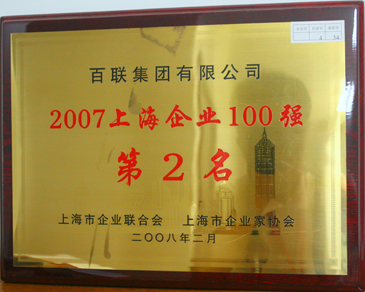 百联集团有限公司
2007上海企业100强
第2名
上海市企业联合会 上海市企业家协会
二〇〇八年二月